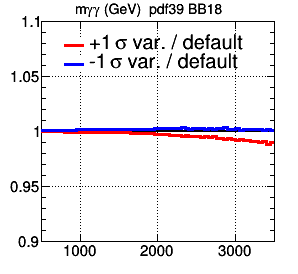 mγγ (GeV) pdf39 BB18
1.1
+1 σ var. / default
-1 σ var. / default
1.05
1
0.95
0.9
1000 2000 3000